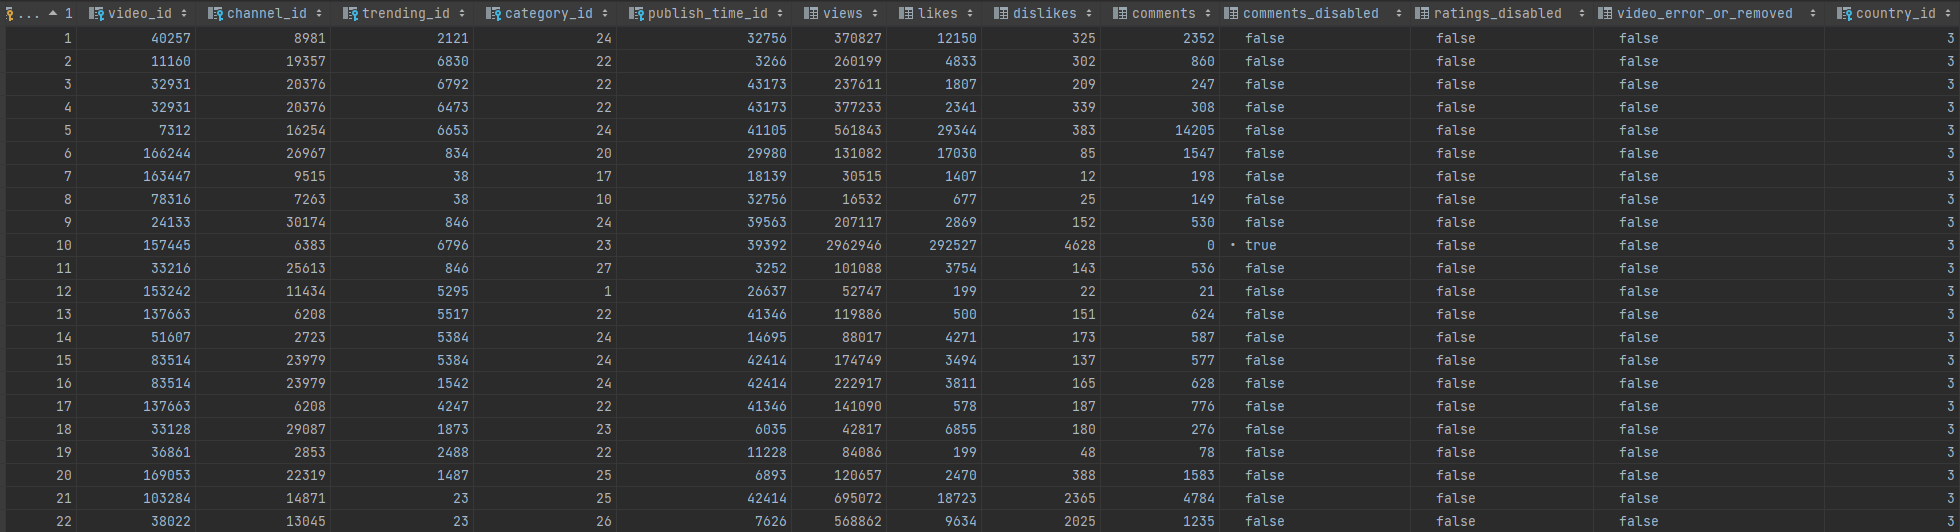 ... 1 video_id channel_id trending_id category_id publish_time_id views likes dislikes comments comments_disabled ratings_disabled video_error_or_removed country_id
1 40257 8981 2121 24 32756 370827 12150 325 2352 false false false 3
2 11160 19357 6830 22 3266 260199 4833 302 860 false false false 3
3 32931 20376 6792 22 43173 237611 1807 209 247 false false false 3
4 32931 20376 6473 22 43173 377233 2341 339 308 false false false 3
5 7312 16254 6653 24 41105 561843 29344 383 14205 false false false 3
6 166244 26967 834 20 29980 131082 17030 85 1547 false false false 3
7 163447 9515 38 17 18139 30515 1407 12 198 false false false 3
8 78316 7263 38 10 32756 16532 677 25 149 false false false 3
9 24133 30174 846 24 39563 207117 2869 152 530 false false false 3
10 157445 6383 6796 23 39392 2962946 292527 4628 0 • true false false 3
11 33216 25613 846 27 3252 101088 3754 143 536 false false false 3
12 153242 11434 5295 1 26637 52747 199 22 21 false false false 3
13 137663 6208 5517 22 41346 119886 500 151 624 false false false 3
14 51607 2723 5384 24 14695 88017 4271 173 587 false false false 3
15 83514 23979 5384 24 42414 174749 3494 137 577 false false false 3
16 83514 23979 1542 24 42414 222917 3811 165 628 false false false 3
17 137663 6208 4247 22 41346 141090 578 187 776 false false false 3
18 33128 29087 1873 23 6035 42817 6855 180 276 false false false 3
19 36861 2853 2488 22 11228 84086 199 48 78 false false false 3
20 169053 22319 1487 25 6893 120657 2470 388 1583 false false false 3
21 103284 14871 23 25 42414 695072 18723 2365 4784 false false false 3
22 38022 13045 23 26 7626 568862 9634 2025 1235 false false false 3